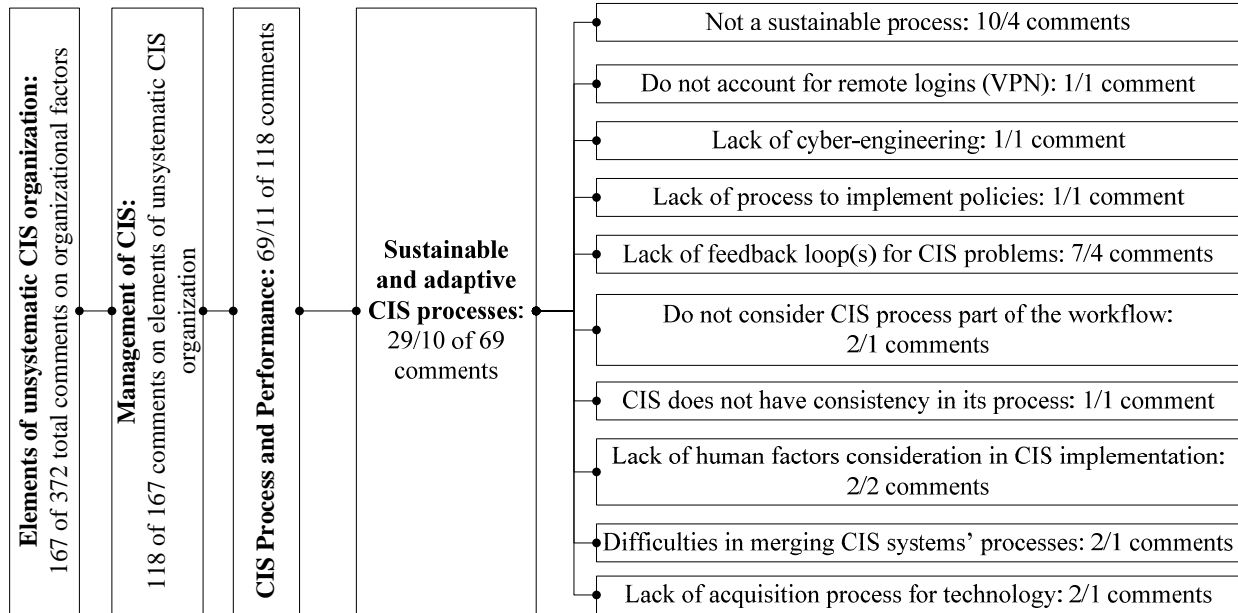 Elements of unsystematic CIS organization:
167 of 372 total comments on organizational factors
Management of CIS:
118 of 167 comments on elements of unsystematic CIS
organization
CIS Process and Performance: 69/11 of 118 comments
Sustainable
and adaptive
CIS processes:
29/10 of 69
comments
Not a sustainable process: 10/4 comments
Do not account for remote logins (VPN): 1/1 comment
Lack of cyber-engineering: 1/1 comment
Lack of process to implement policies: 1/1 comment
Lack of feedback loop(s) for CIS problems: 7/4 comments
Do not consider CIS process part of the workflow:
2/1 comments
CIS does not have consistency in its process: 1/1 comment
Lack of human factors consideration in CIS implementation:
2/2 comments
Difficulties in merging CIS systems’ processes: 2/1 comments
Lack of acquisition process for technology: 2/1 comments